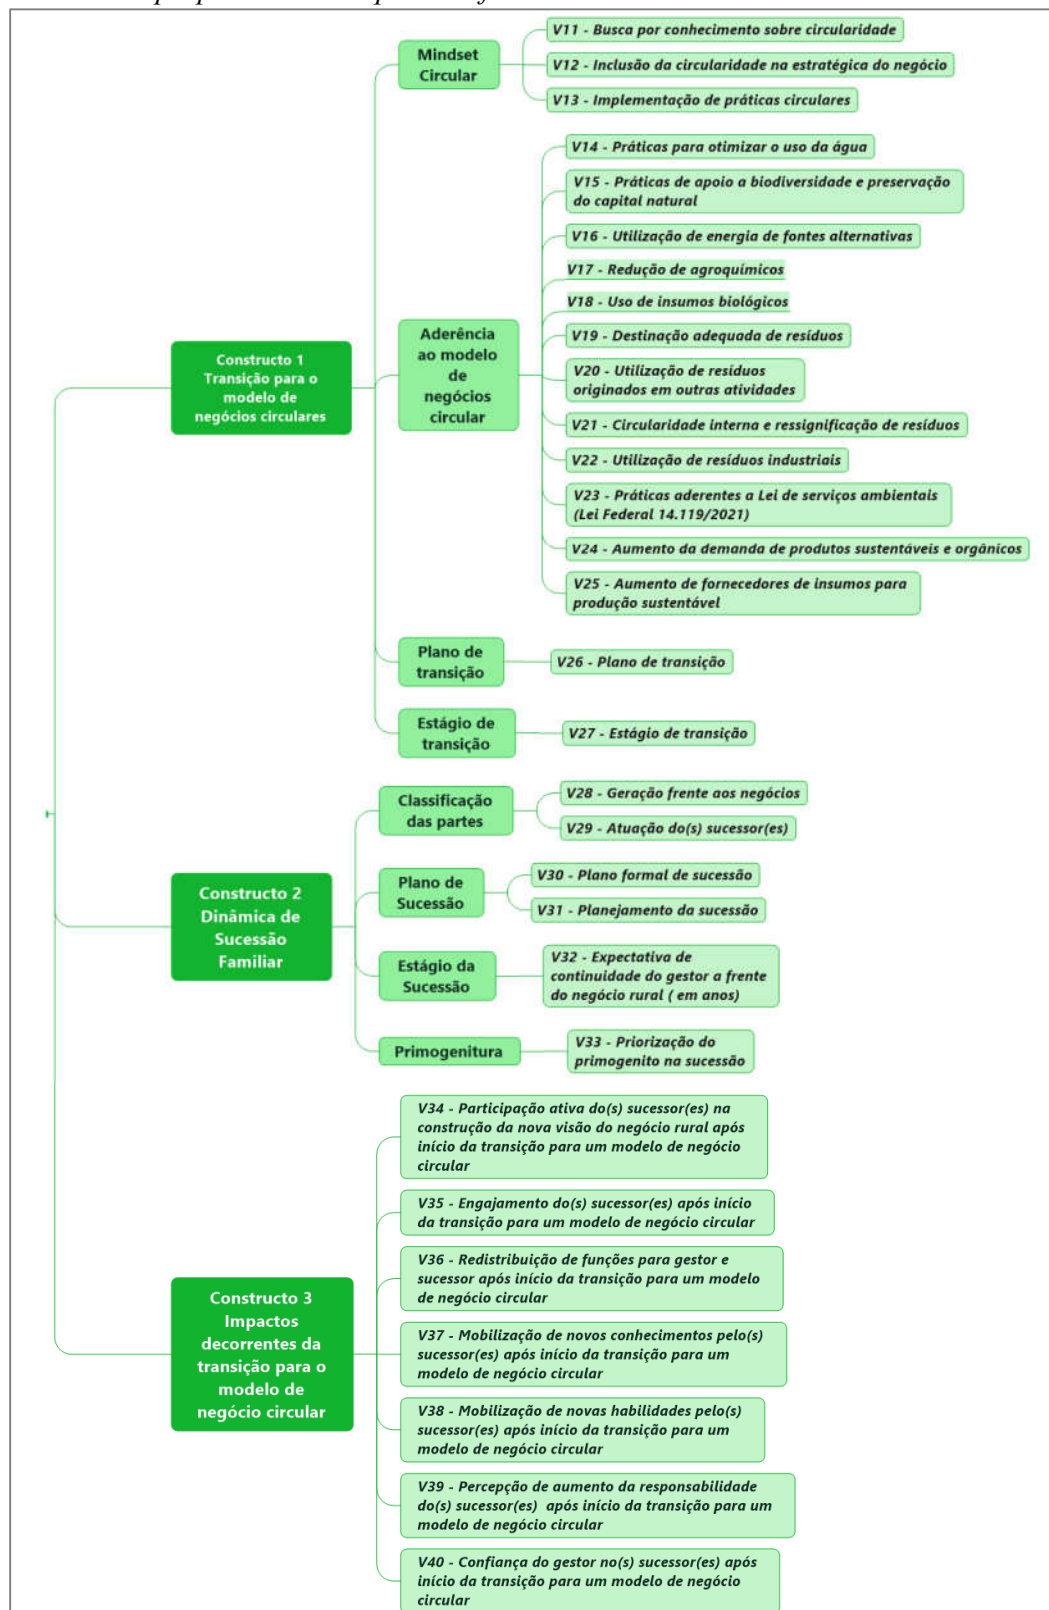 Mindset
Circular
V11 - Busca por conhecimento sobre circularidade
V12 - Inclusão da circularidade na estratégica do negócio
V13 - Implementação de práticas circulares
Constructo 1
Transição para o
modelo de
negócios circulares
Aderência
ao modelo
de
negócios
circular
V14 - Práticas para otimizar o uso da água
V15 - Práticas de apoio a biodiversidade e preservação
do capital natural
V16 - Utilização de energia de fontes alternativas
V17 - Redução de agroquímicos
V18 - Uso de insumos biológicos
V19 - Destinação adequada de resíduos
V20 - Utilização de resíduos
originados em outras atividades
V21 - Circularidade interna e ressignificação de resíduos
V22 - Utilização de resíduos industriais
V23 - Práticas aderentes a Lei de serviços ambientais
(Lei Federal 14.119/2021)
V24 - Aumento da demanda de produtos sustentáveis e orgânicos
V25 - Aumento de fornecedores de insumos para
produção sustentável
Plano de
transição
V26 - Plano de transição
Estágio de
transição
V27 - Estágio de transição
Constructo 2
Dinâmica de
Sucessão
Familiar
Classificação
das partes
V28 - Geração frente aos negócios
V29 - Atuação do(s) sucessor(es)
Plano de
Sucessão
V30 - Plano formal de sucessão
V31 - Planejamento da sucessão
Estágio da
Sucessão
V32 - Expectativa de
continuidade do gestor a frente
do negócio rural ( em anos)
Primogenitura
V33 - Priorização do
primogenito na sucessão
Constructo 3
Impactos
decorrentes da
transição para o
modelo de
negócio circular
V34 - Participação ativa do(s) sucessor(es) na
construção da nova visão do negócio rural após
início da transição para um modelo de negócio
circular
V35 - Engajamento do(s) sucessor(es) após início
da transição para um modelo de negócio circular
V36 - Redistribuição de funções para gestor e
sucessor após início da transição para um modelo
de negócio circular
V37 - Mobilização de novos conhecimentos pelo(s)
sucessor(es) após início da transição para um
modelo de negócio circular
V38 - Mobilização de novas habilidades pelo(s)
sucessor(es) após início da transição para um
modelo de negócio circular
V39 - Percepção de aumento da responsabilidade
do(s) sucessor(es) após início da transição para um
modelo de negócio circular
V40 - Confiança do gestor no(s) sucessor(es) após
início da transição para um modelo de negócio
circular